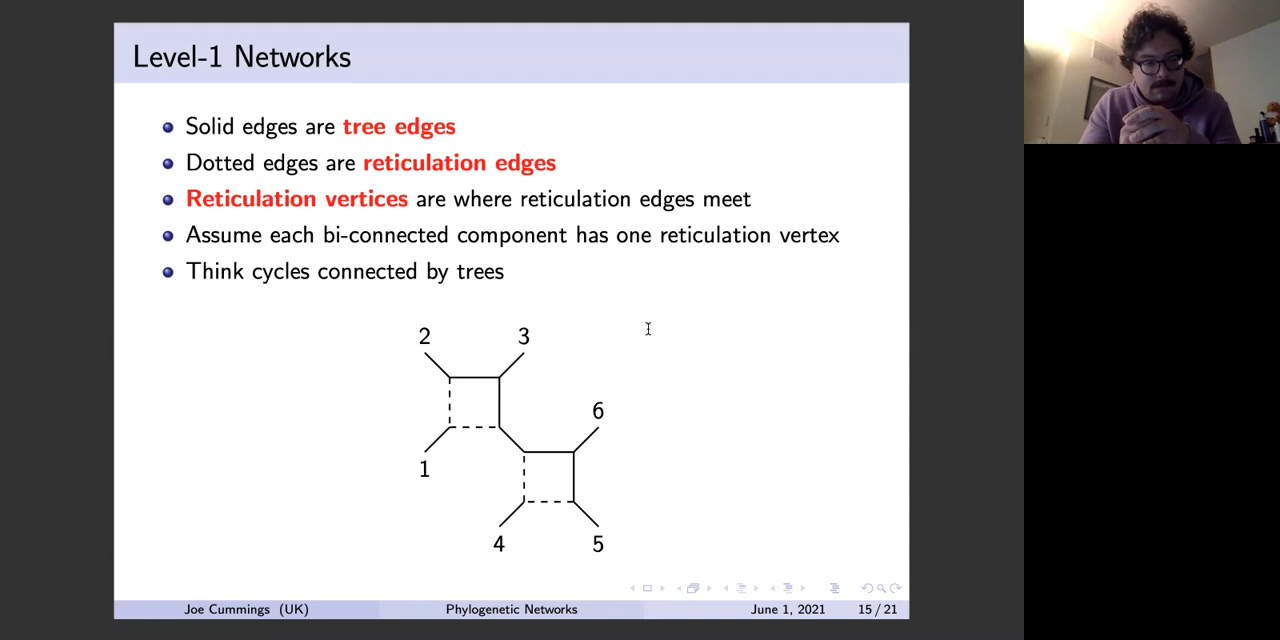 Level-1 Networks
Solid edges are tree edges
Dotted edges are reticulation edges
Reticulation vertices are where reticulation edges meet
Assume each bi-connected component has one reticulation vertex
Think cycles connected by trees
2 3
6
1
4 5
Joe Cummings (UK) Phylogenetic Networks June 1, 2021 15 / 21